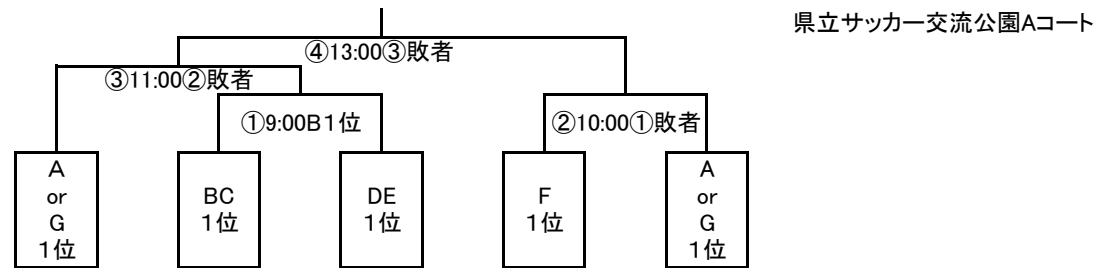 県立サッカー交流公園Aコート
④13:00③敗者
③11:00②敗者
①9:00B１位
②10:00①敗者
A
or
G
１位
BC
１位
DE
１位
F
１位
A
or
G
１位